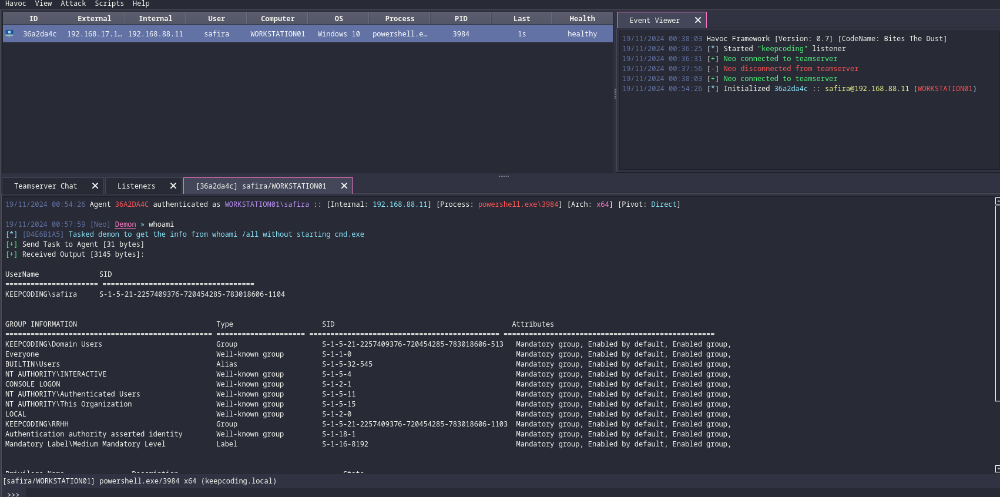 Havoc View Attack Scripts Help
ID External Internal User Computer OS Process PID Last Health
36a2da4c 192.168.17.1… 192.168.88.11 safira WORKSTATION01 Windows 10 powershell.e… 3984 1s healthy
Event Viewer
19/11/2024 00:38:03 Havoc Framework [Version: 0.7] [CodeName: Bites The Dust]
19/11/2024 00:36:25 [*] Started "keepcoding" listener
19/11/2024 00:36:31 [+] Neo connected to teamserver
19/11/2024 00:37:56 [-] Neo disconnected from teamserver
19/11/2024 00:38:03 [+] Neo connected to teamserver
19/11/2024 00:54:26 [*] Initialized 36a2da4c :: safira@192.168.88.11 (WORKSTATION01)
Teamserver Chat Listeners [36a2da4c] safira/WORKSTATION01
19/11/2024 00:54:26 Agent 36A2DA4C authenticated as WORKSTATION01\safira :: [Internal: 192.168.88.11] [Process: powershell.exe\3984] [Arch: x64] [Pivot: Direct]
19/11/2024 00:57:59 [Neo] Demon » whoami
[*] [D4E6B1A5] Tasked demon to get the info from whoami /all without starting cmd.exe
[+] Send Task to Agent [31 bytes]
[+] Received Output [3145 bytes]:
UserName SID
====================== ====================================
KEEPCODING\safira S-1-5-21-2257409376-720454285-783018606-1104
GROUP INFORMATION Type SID Attributes
================================================= ===================== ============================================= ==================================================
KEEPCODING\Domain Users Group S-1-5-21-2257409376-720454285-783018606-513 Mandatory group, Enabled by default, Enabled group,
Everyone Well-known group S-1-1-0 Mandatory group, Enabled by default, Enabled group,
BUILTIN\Users Alias S-1-5-32-545 Mandatory group, Enabled by default, Enabled group,
NT AUTHORITY\INTERACTIVE Well-known group S-1-5-4 Mandatory group, Enabled by default, Enabled group,
CONSOLE LOGON Well-known group S-1-2-1 Mandatory group, Enabled by default, Enabled group,
NT AUTHORITY\Authenticated Users Well-known group S-1-5-11 Mandatory group, Enabled by default, Enabled group,
NT AUTHORITY\This Organization Well-known group S-1-5-15 Mandatory group, Enabled by default, Enabled group,
LOCAL Well-known group S-1-2-0 Mandatory group, Enabled by default, Enabled group,
KEEPCODING\RRHH Group S-1-5-21-2257409376-720454285-783018606-1103 Mandatory group, Enabled by default, Enabled group,
Authentication authority asserted identity Well-known group S-1-18-1 Mandatory group, Enabled by default, Enabled group,
Mandatory Label\Medium Mandatory Level Label S-1-16-8192 Mandatory group, Enabled by default, Enabled group,
Privilege Name Description State
[safira/WORKSTATION01] powershell.exe/3984 x64 (keepcoding.local)
>>>